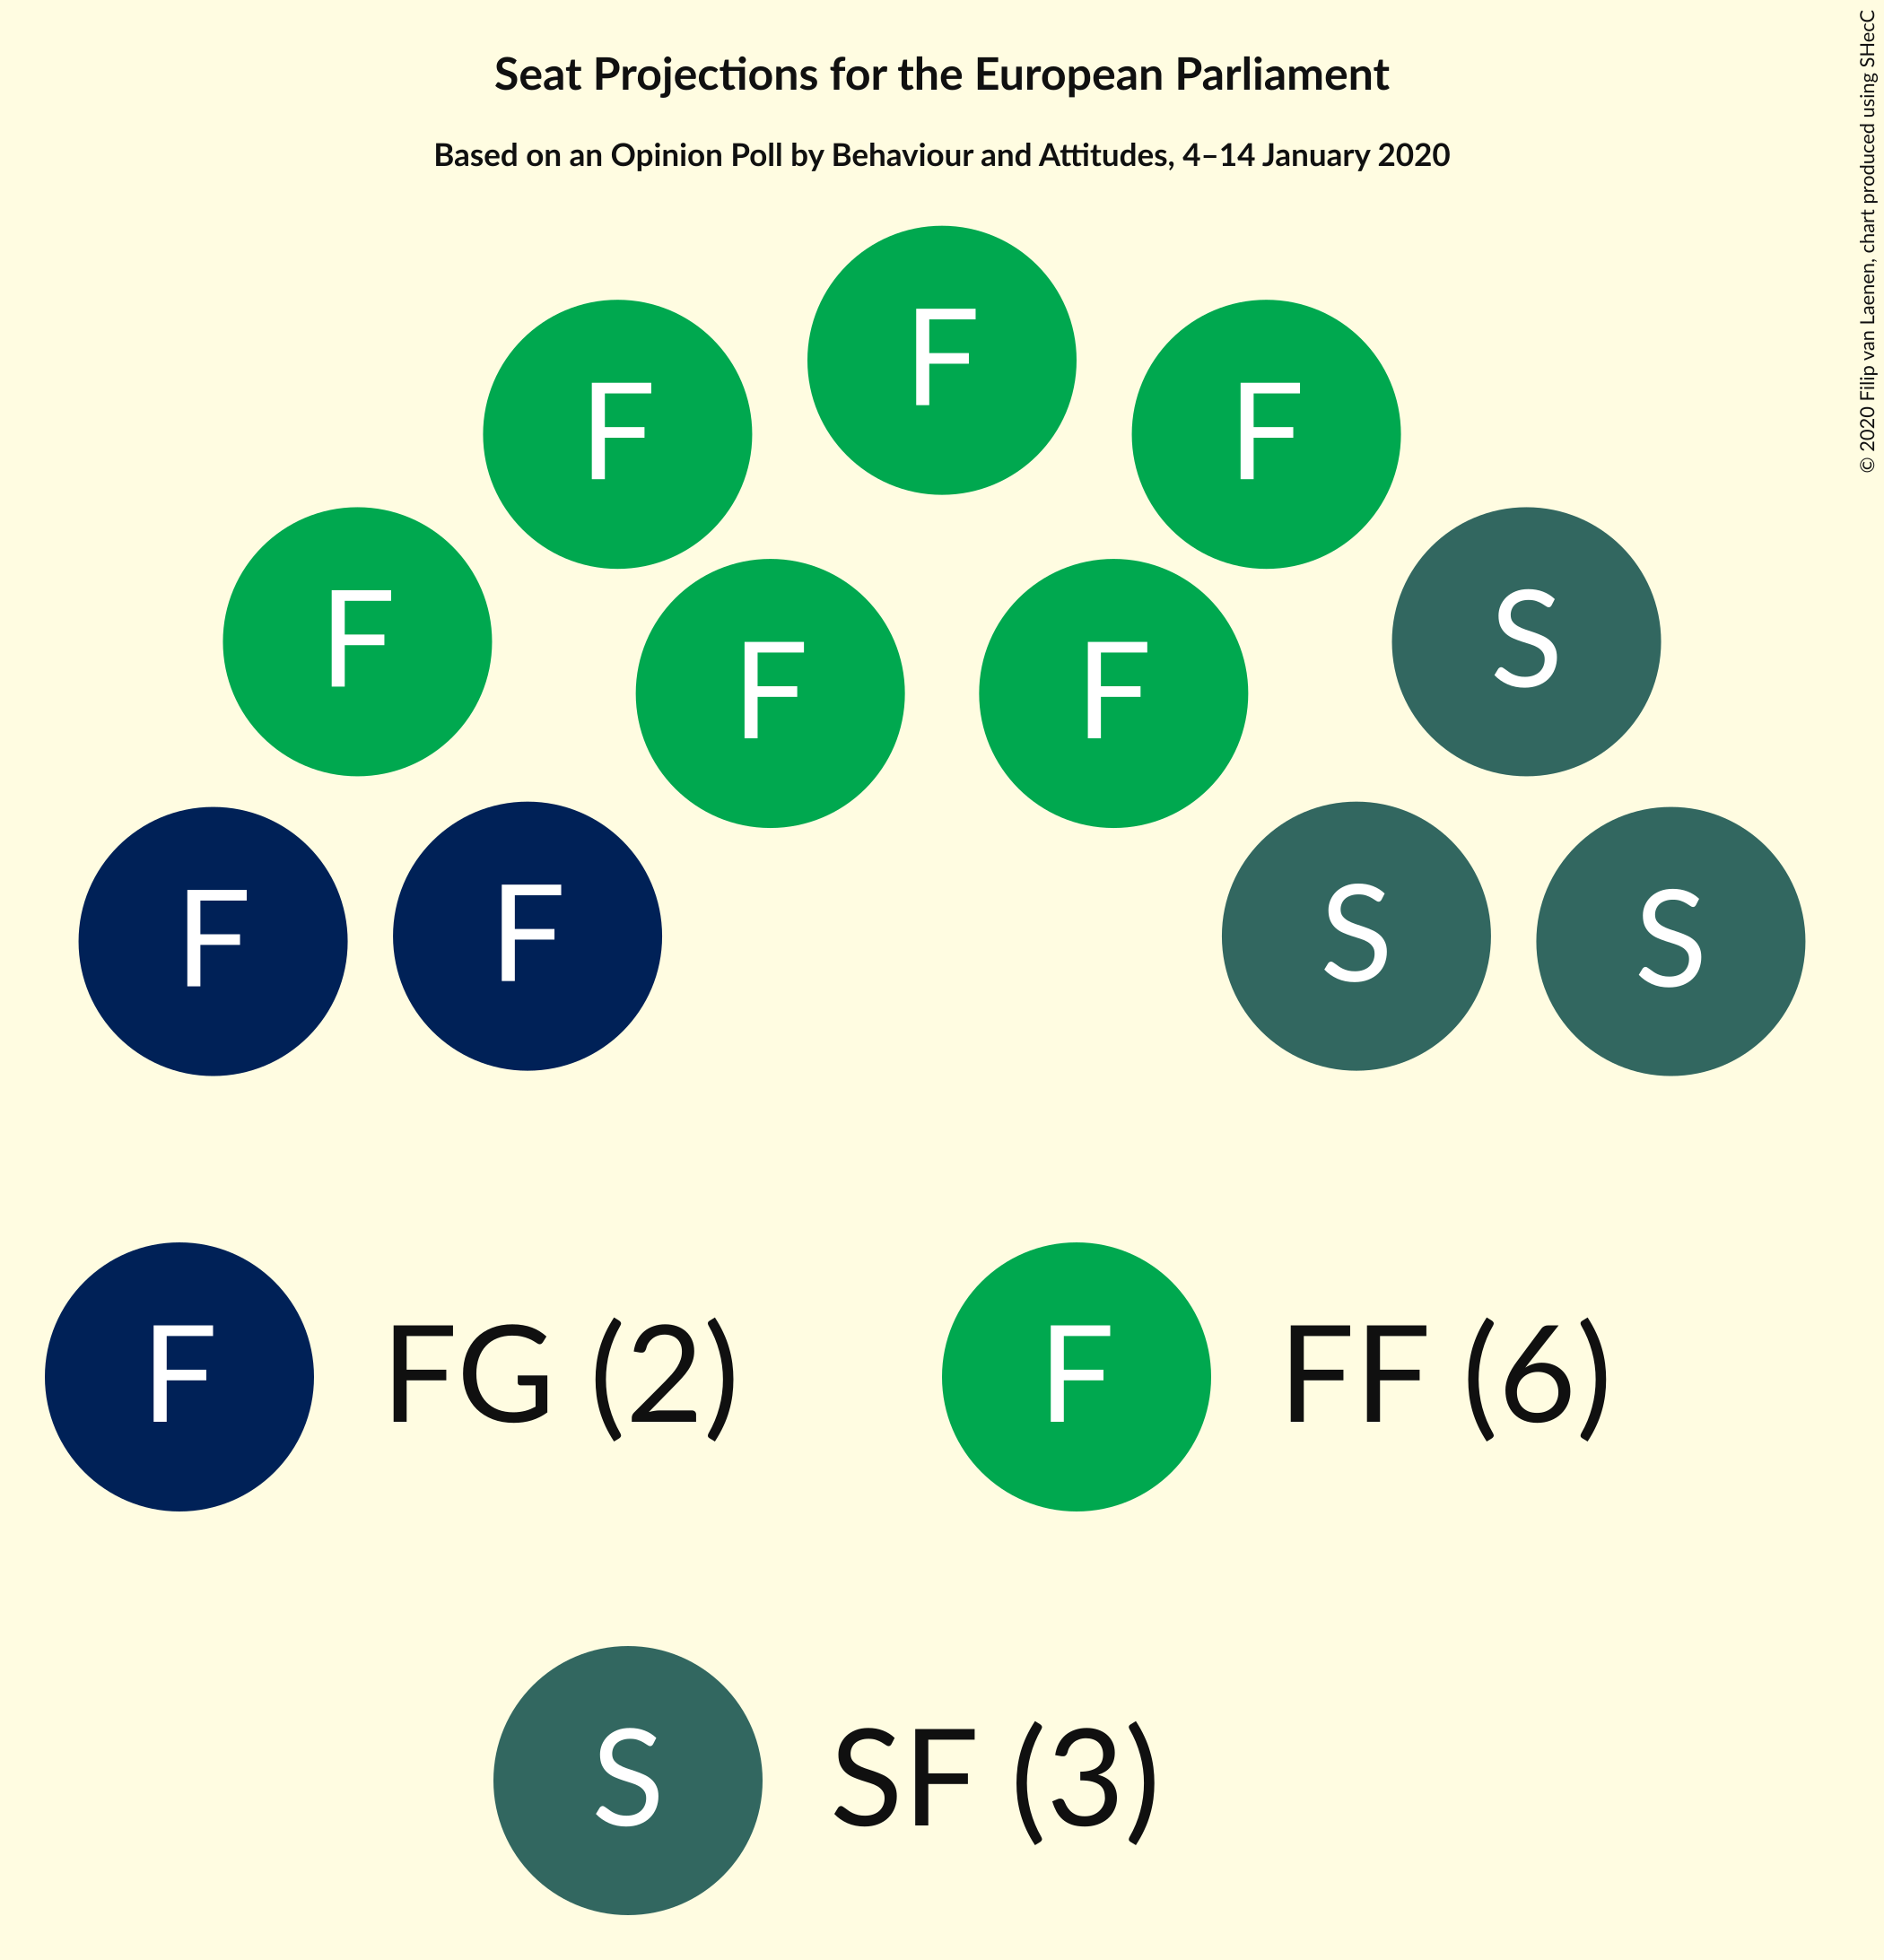 Seat Projections for the European Parliament
Based on an Opinion Poll by Behaviour and Attitudes, 4–14 January 2020
© 2020 Filip van Laenen, chart produced using SHecC
F
F F
F S
F F
F F S S
F FG (2) F FF (6)
S SF (3)